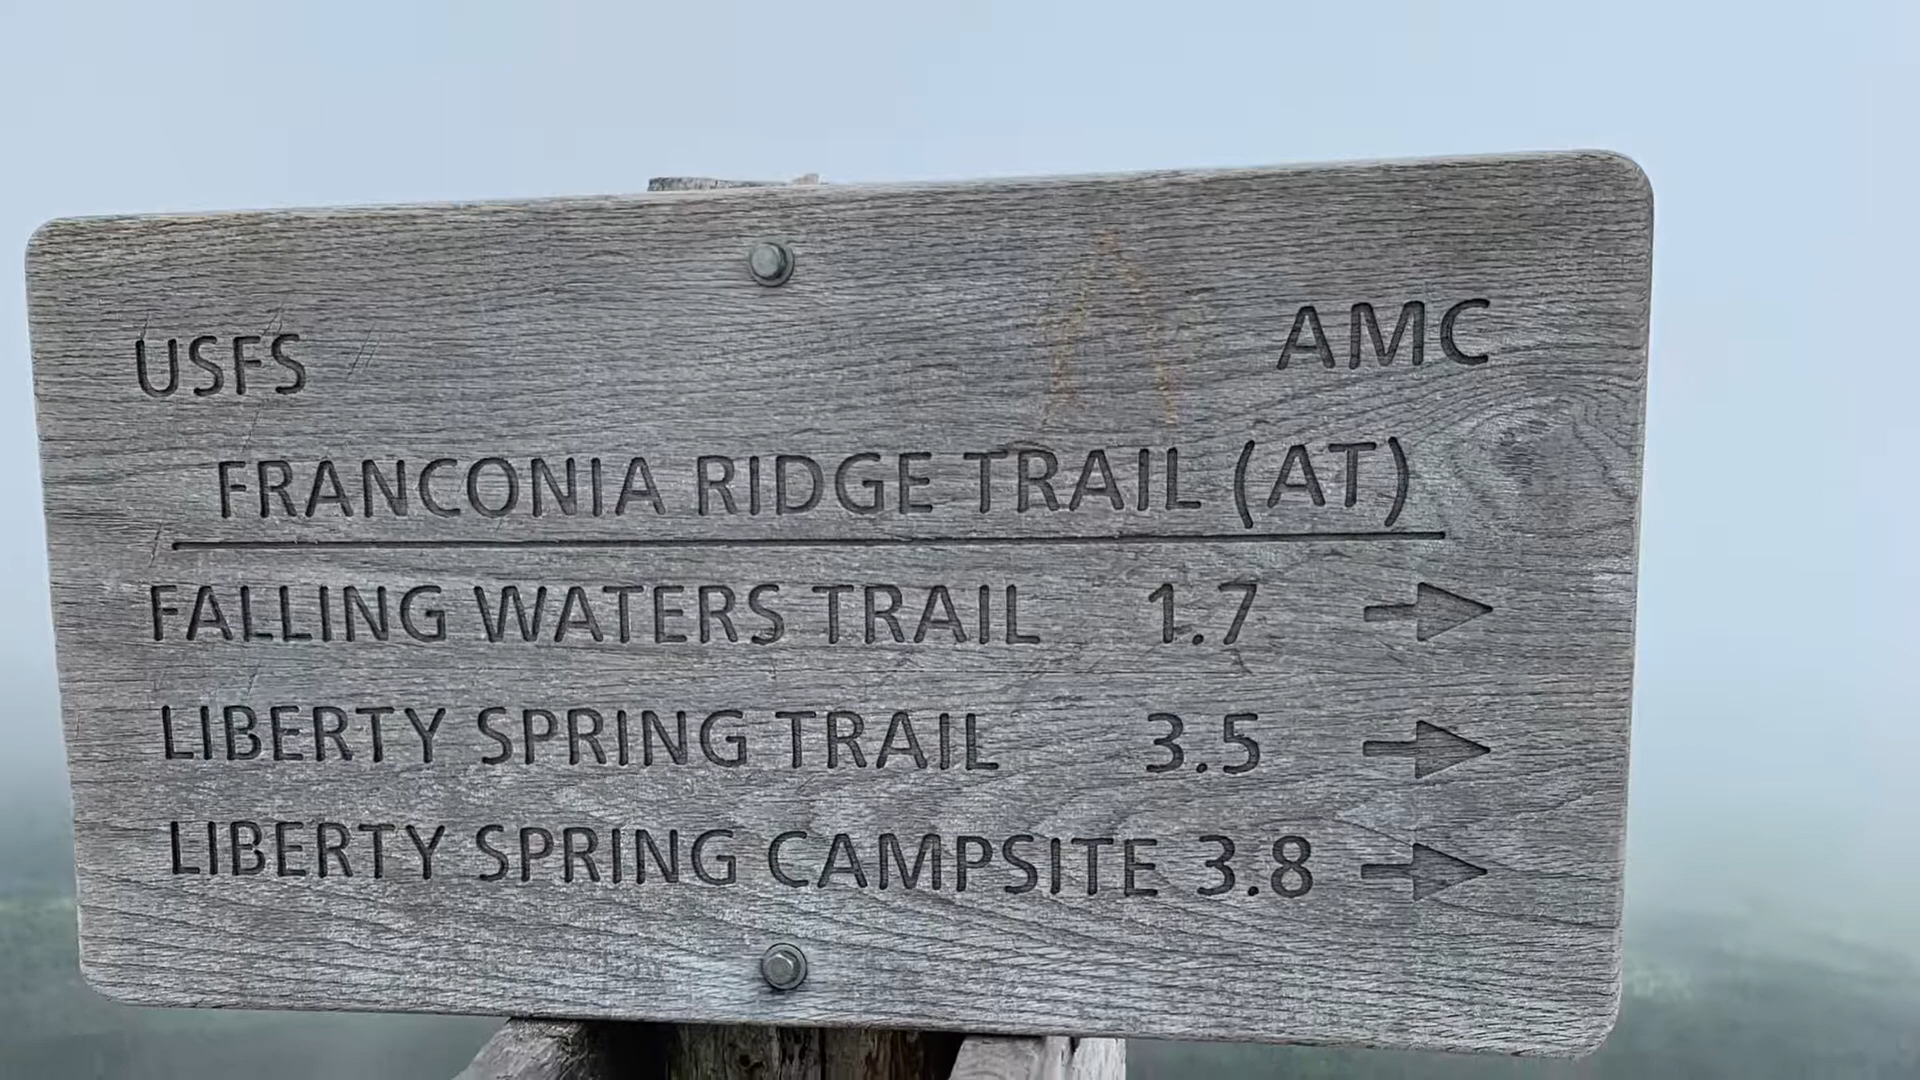 USFS AMC
FRANCONIA RIDGE TRAIL (AT)
FALLING WATERS TRAIL 1.7 →
LIBERTY SPRING TRAIL 3.5 →
LIBERTY SPRING CAMPSITE 3.8 →